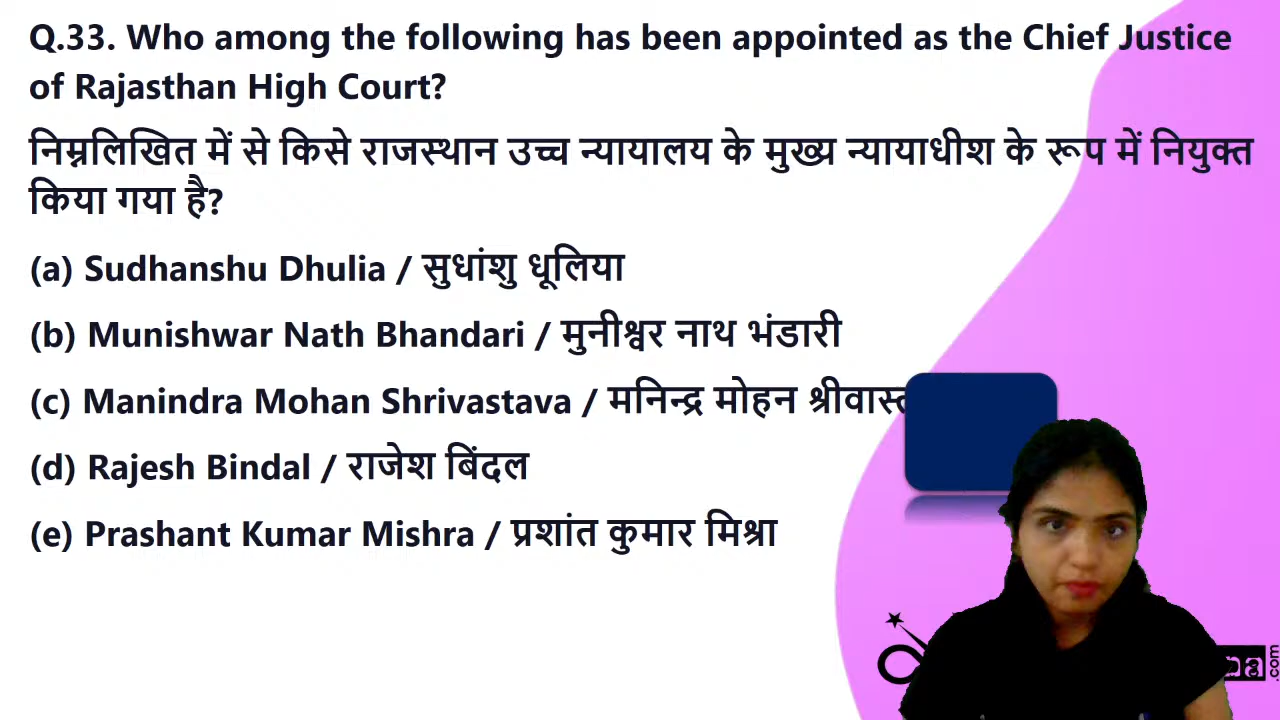 Q.33. Who among the following has been appointed as the Chief Justice
of Rajasthan High Court?
निम्नलिखित में से किसे राजस्थान उच्च न्यायालय के मुख्य न्यायाधीश के रूप में नियुक्त
किया गया है?
(a) Sudhanshu Dhulia / सुधांशु धूलिया
(b) Munishwar Nath Bhandari / मुनीश्वर नाथ भंडारी
(c) Manindra Mohan Shrivastava / मनिन्द्र मोहन
(d) Rajesh Bindal / राजेश बिंदल
(e) Prashant Kumar Mishra / प्रशांत कुमार मिश्रा
.com